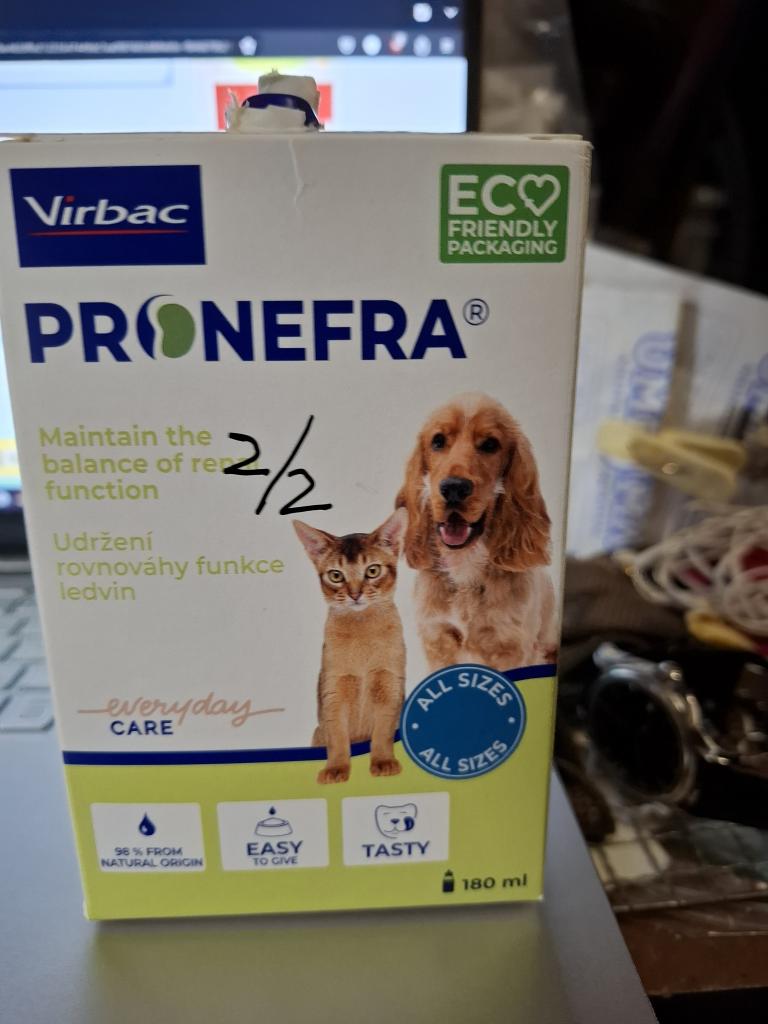 Virbac
ECO
FRIENDLY
PACKAGING
PRONEFRA®
Maintain the
balance of renal
function
2/2
Udržení
rovnováhy funkce
ledvin
everyday
CARE
ALL SIZES
ALL SIZES
98 % FROM
NATURAL ORIGIN
EASY
TO GIVE
TASTY
180 ml